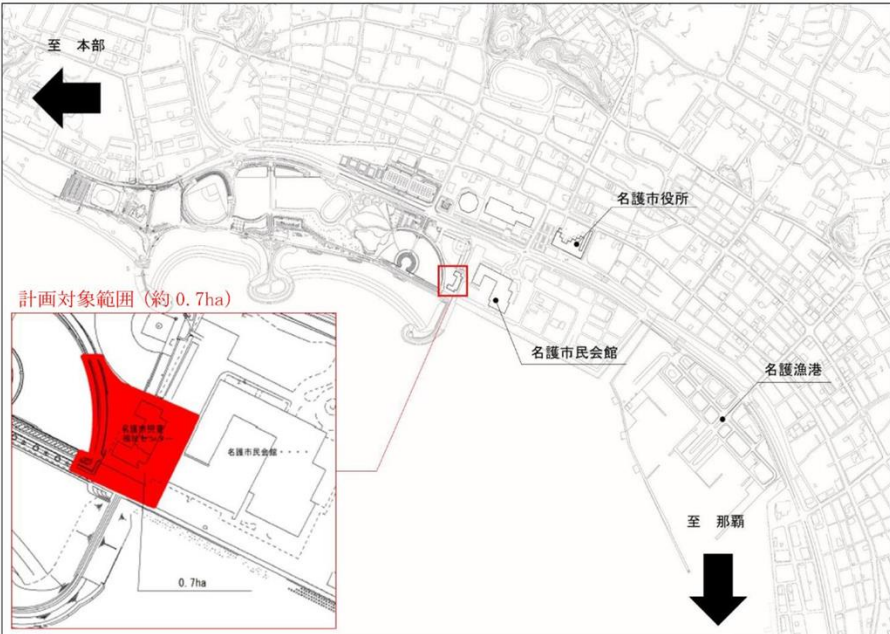 至 本部
名護市役所
計画対象範囲（約0.7ha）
名護市民会館
名護漁港
名護市民会館
至 那覇
0.7ha